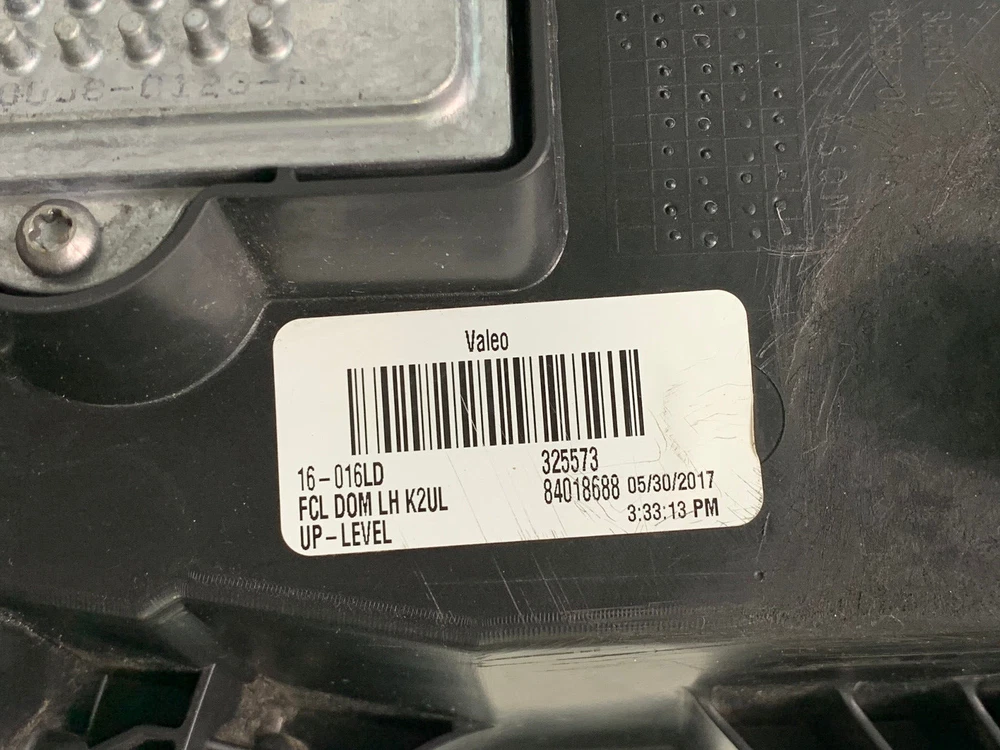 Valeo
16-016LD
FCL DOM LH K2UL
UP-LEVEL
325573
84018688 05/30/2017
3:33:13 PM